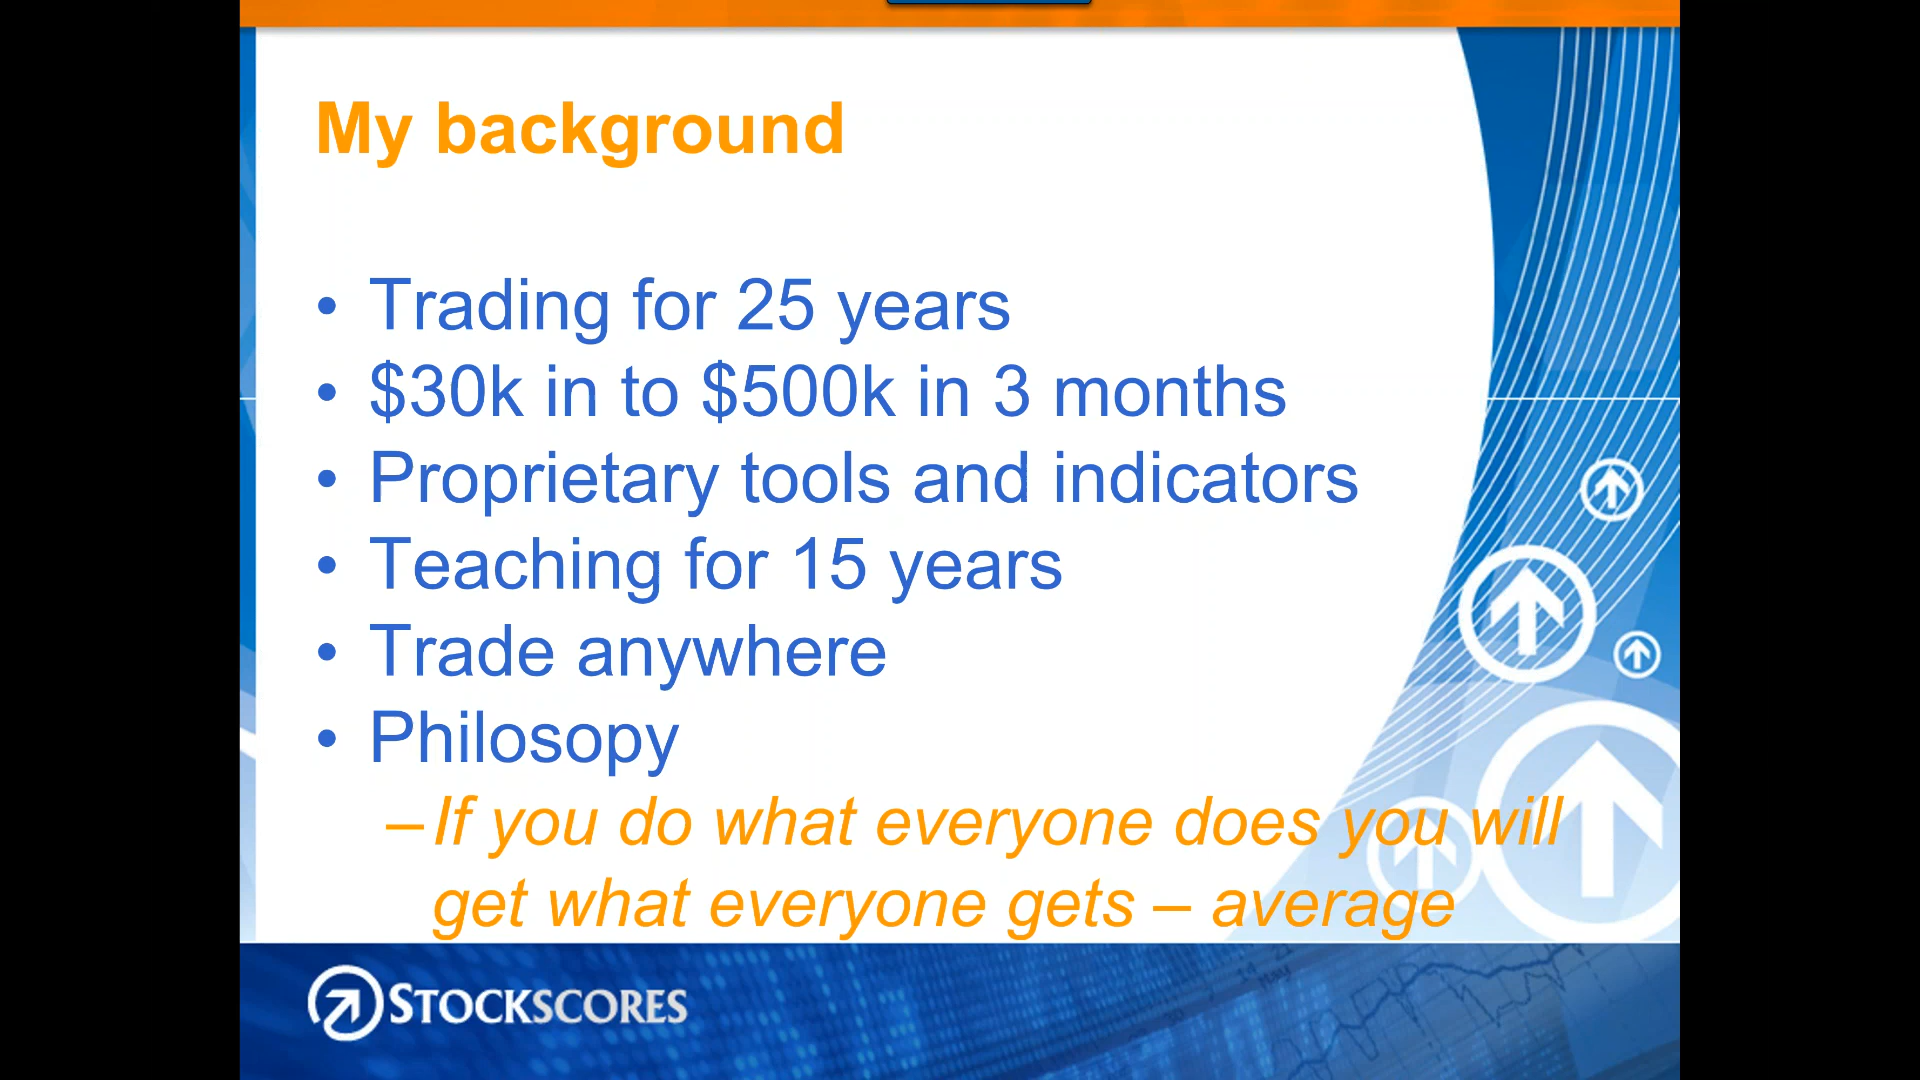 My background
• Trading for 25 years
• $30k in to $500k in 3 months
• Proprietary tools and indicators
• Teaching for 15 years
• Trade anywhere
• Philosopy
–If you do what everyone does you will
get what everyone gets – average
STOCKSCORES